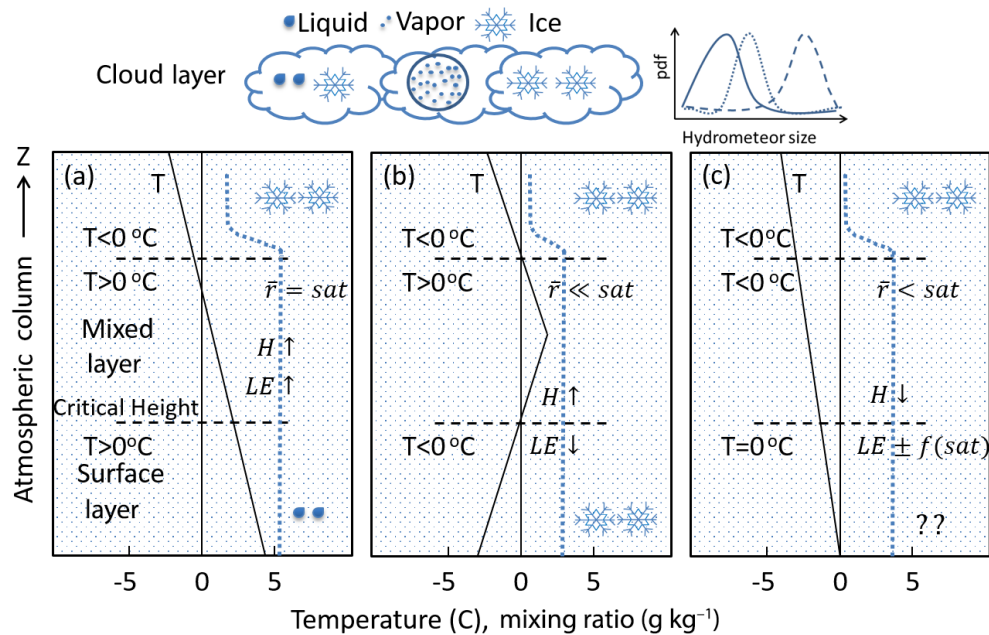 Liquid Vapor Ice
Cloud layer
pdf
Hydrometeor size
Atmospheric column → Z
(a)
T
T<0 °C
T>0 °C
r̄ = sat
Mixed
layer
H ↑
LE ↑
Critical Height
T>0°C
Surface
layer
-5 0 5
(b)
T
T<0 °C
T>0 °C
r̄ ≪ sat
H ↑
T<0 °C
LE ↓
-5 0 5
(c)
T
T<0°C
T<0 °C
r̄ < sat
H ↓
T=0°C
LE ± f(sat)
??
-5 0 5
Temperature (C), mixing ratio (g kg⁻¹)